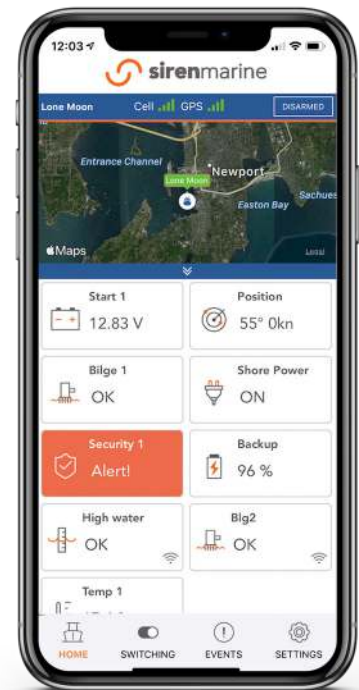 12:03
sirenmarine
Lone Moon Cell GPS DISARMED
Entrance Channel
Newport
Lone Moon
Easton Bay
Sachues
Maps
Legal
Start 1
12.83 V
Position
55° 0kn
Bilge 1
OK
Shore Power
ON
Security 1
Alert!
Backup
96 %
High water
OK
Blg2
OK
Temp 1
HOME SWITCHING EVENTS SETTINGS